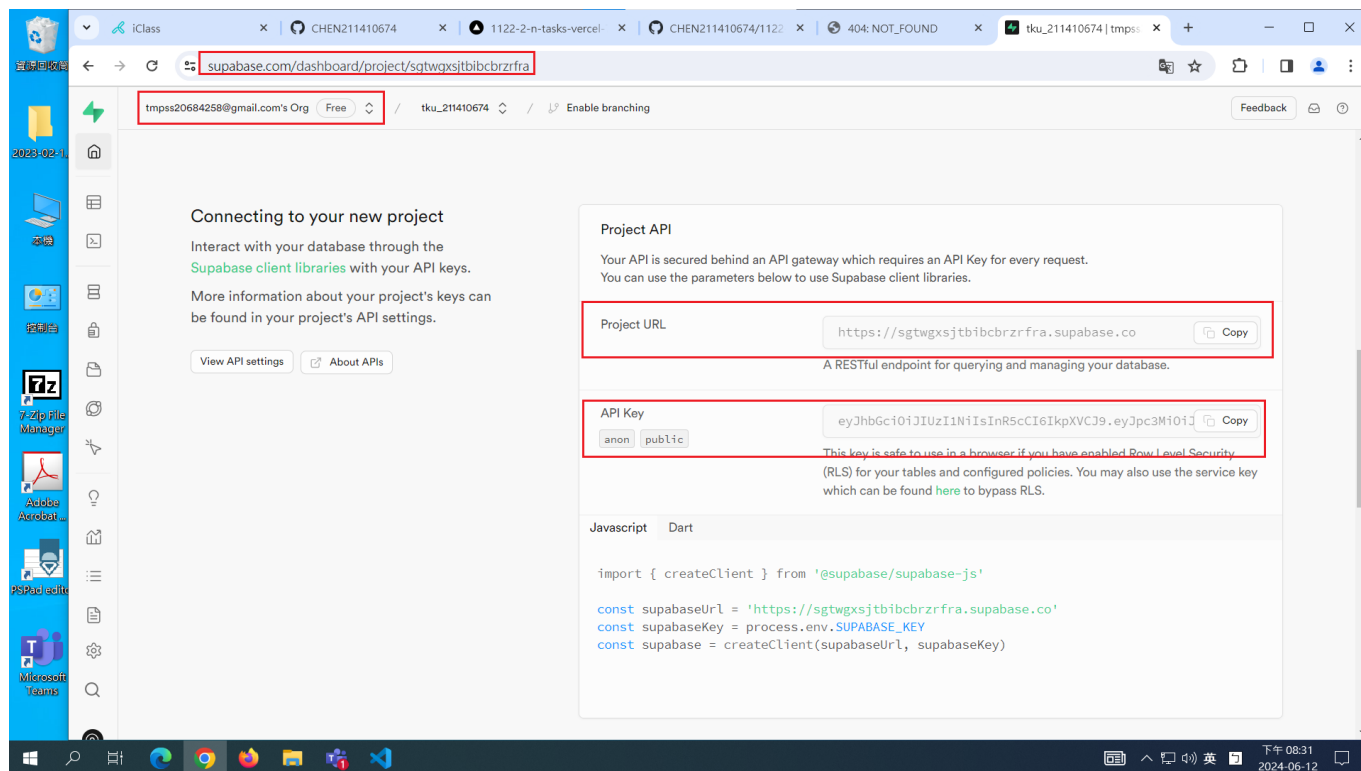 iClass
CHEN211410674
1122-2-n-tasks-vercel-
CHEN211410674/1122
404: NOT_FOUND
tku_211410674 | tmpss
supabase.com/dashboard/project/sgtwgxsjtbibcbrzrfra
tmpss20684258@gmail.com's Org Free / tku_211410674 / Enable branching
Feedback
資源回收筒
2023-02-1..
本機
控制台
7-Zip File
Manager
Adobe
Acrobat ...
PSPad edito
Microsoft
Teams
Connecting to your new project
Interact with your database through the
Supabase client libraries with your API keys.
More information about your project's keys can
be found in your project's API settings.
View API settings
About APIs
Project API
Your API is secured behind an API gateway which requires an API Key for every request.
You can use the parameters below to use Supabase client libraries.
Project URL
https://sgtwgxsjtbibcbrzrfra.supabase.co
Copy
A RESTful endpoint for querying and managing your database.
API Key
anon public
eyJhbGciOiJIUzI1NiIsInR5cCI6IkpXVCJ9.eyJpc3MiOiJ
Copy
This key is safe to use in a browser if you have enabled Row Level Security
(RLS) for your tables and configured policies. You may also use the service key
which can be found here to bypass RLS.
Javascript Dart
import { createClient } from '@supabase/supabase-js'
const supabaseUrl = 'https://sgtwgxsjtbibcbrzrfra.supabase.co'
const supabaseKey = process.env.SUPABASE_KEY
const supabase = createClient(supabaseUrl, supabaseKey)
英
下午 08:31
2024-06-12